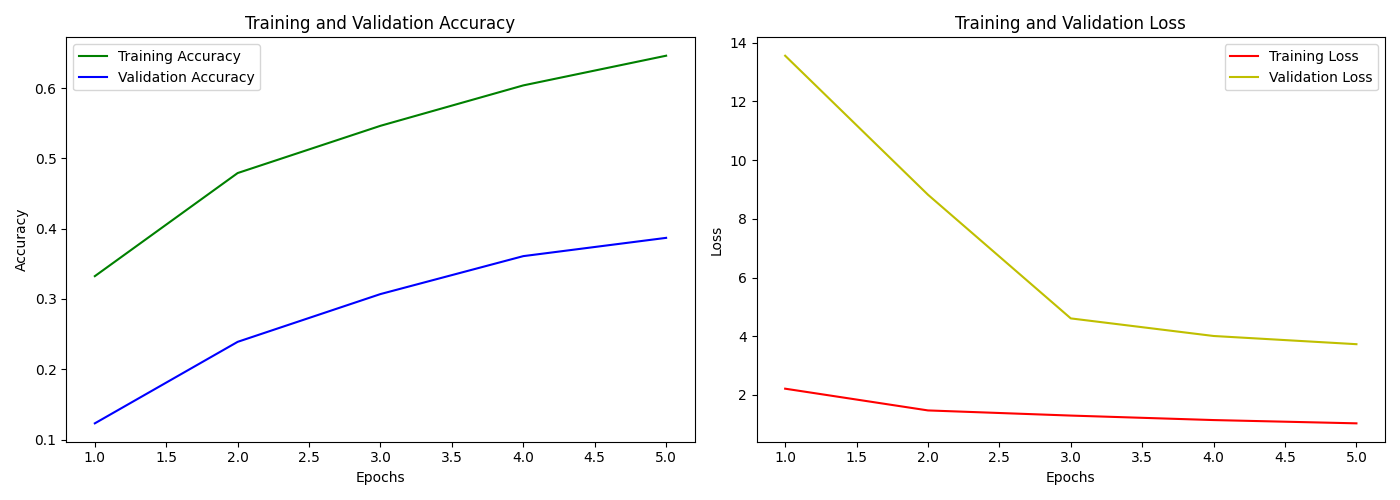 Training and Validation Accuracy
Training Accuracy
Validation Accuracy
Accuracy
0.6
0.5
0.4
0.3
0.2
0.1
1.0 1.5 2.0 2.5 3.0 3.5 4.0 4.5 5.0
Epochs
Training and Validation Loss
Training Loss
Validation Loss
Loss
14
12
10
8
6
4
2
1.0 1.5 2.0 2.5 3.0 3.5 4.0 4.5 5.0
Epochs